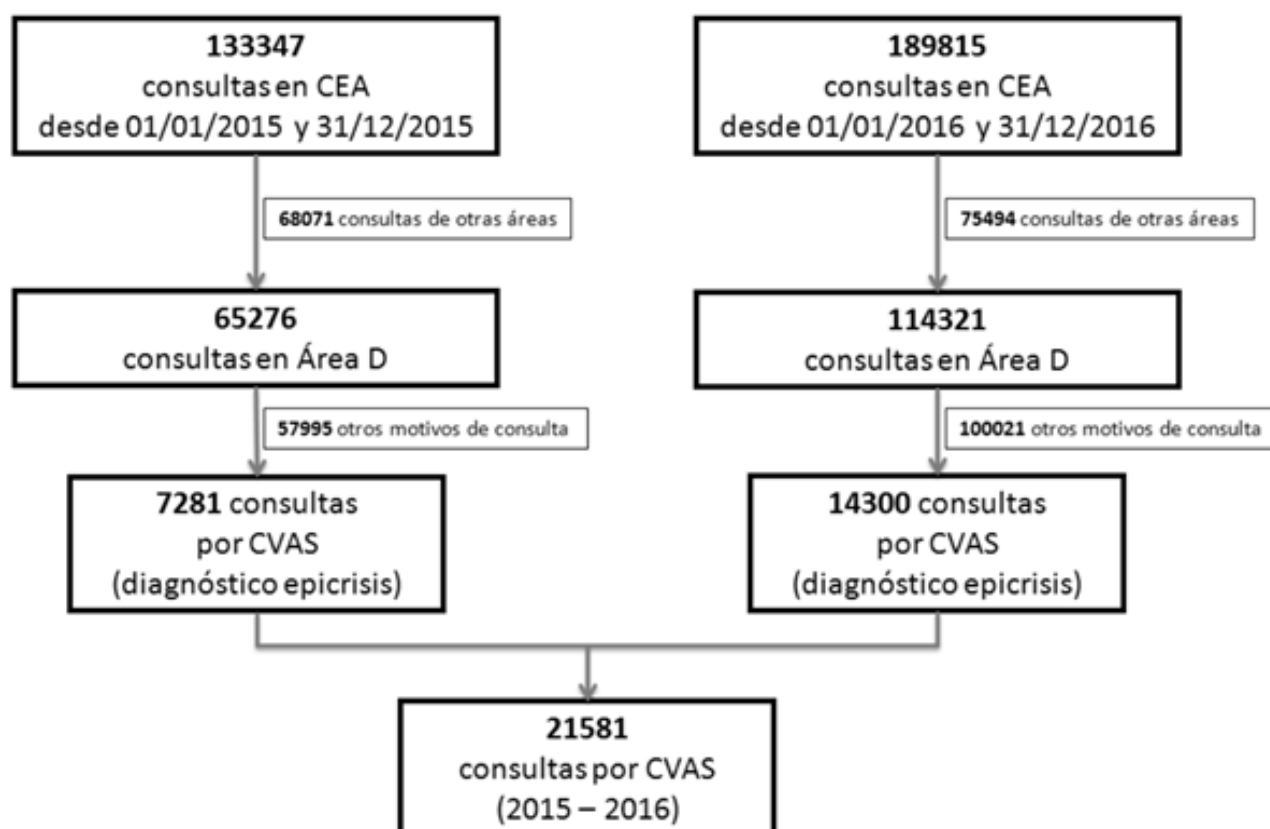 133347
consultas en CEA
desde 01/01/2015 y 31/12/2015
189815
consultas en CEA
desde 01/01/2016 y 31/12/2016
68071 consultas de otras áreas
75494 consultas de otras áreas
65276
consultas en Área D
114321
consultas en Área D
57995 otros motivos de consulta
100021 otros motivos de consulta
7281 consultas
por CVAS
(diagnóstico epicrisis)
14300 consultas
por CVAS
(diagnóstico epicrisis)
21581
consultas por CVAS
(2015 – 2016)